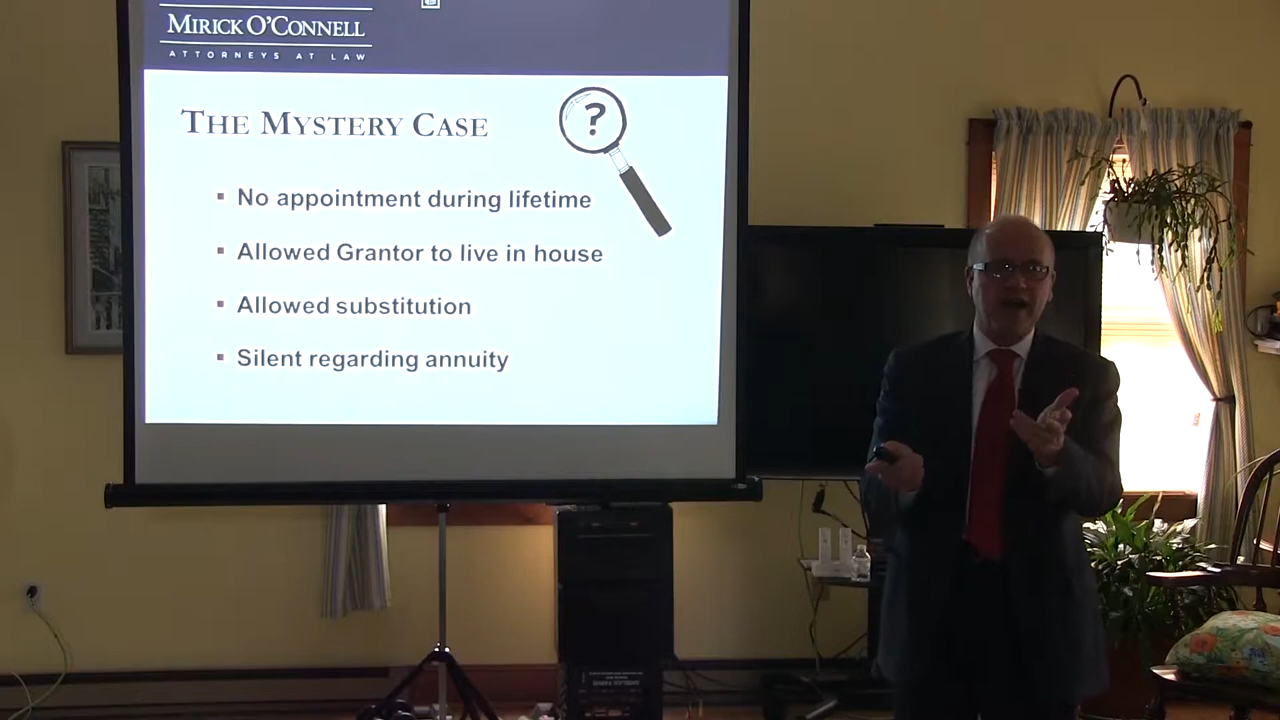 MIRICK O'CONNELL
ATTORNEYS AT LAW
THE MYSTERY CASE
?
▪ No appointment during lifetime
▪ Allowed Grantor to live in house
▪ Allowed substitution
▪ Silent regarding annuity